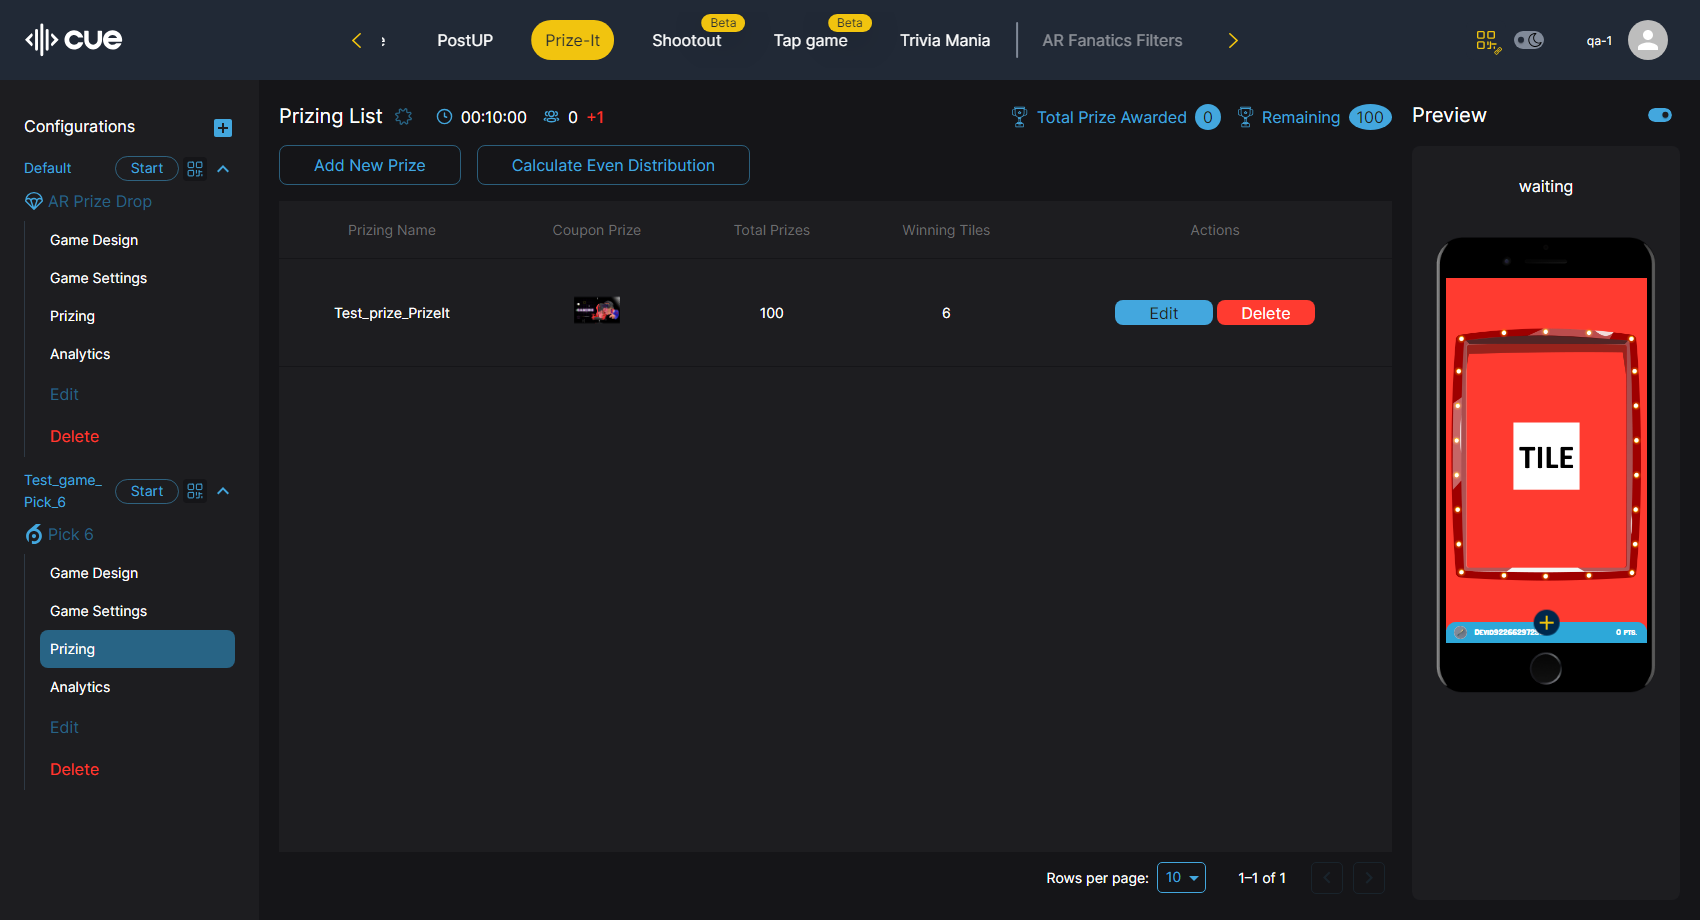 cue
PostUP
Prize-It
Beta
Shootout
Beta
Tap game
Trivia Mania
AR Fanatics Filters
qa-1
Configurations
Default
Start
AR Prize Drop
Game Design
Game Settings
Prizing
Analytics
Edit
Delete
Test_game_
Pick_6
Start
Pick 6
Game Design
Game Settings
Prizing
Analytics
Edit
Delete
Prizing List
00:10:00
0 +1
Total Prize Awarded 0
Remaining 100
Add New Prize
Calculate Even Distribution
Prizing Name
Coupon Prize
Total Prizes
Winning Tiles
Actions
Test_prize_PrizeIt
100
6
Edit
Delete
Rows per page: 10
1–1 of 1
Preview
waiting
TILE
0 PTS.